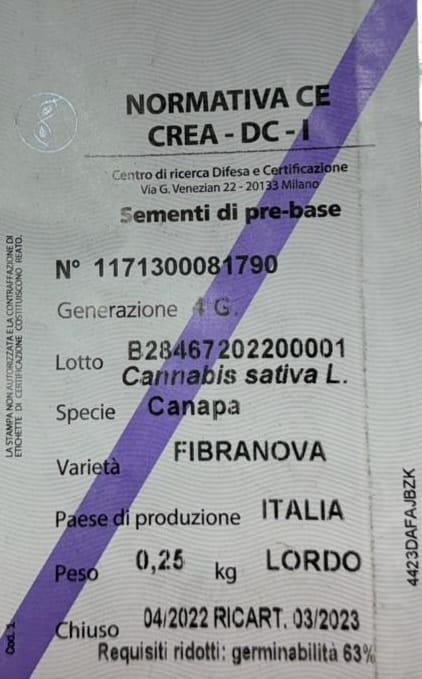 NORMATIVA CE
CREA - DC - I
Centro di ricerca Difesa e Certificazione
Via G. Venezian 22 - 20133 Milano
Sementi di pre-base
N° 1171300081790
Generazione 4 G.
Lotto B28467202200001
Cannabis sativa L.
Specie Canapa
Varietà FIBRANOVA
Paese di produzione ITALIA
Peso 0,25 kg LORDO
Chiuso 04/2022 RICART. 03/2023
Requisiti ridotti: germinabilità 63%
LA STAMPA NON AUTORIZZATA E LA CONTRAFFAZIONE DI
ETICHETTE DI CERTIFICAZIONE COSTITUISCONO REATO.
Cod. 1
4423DAFAJBZK